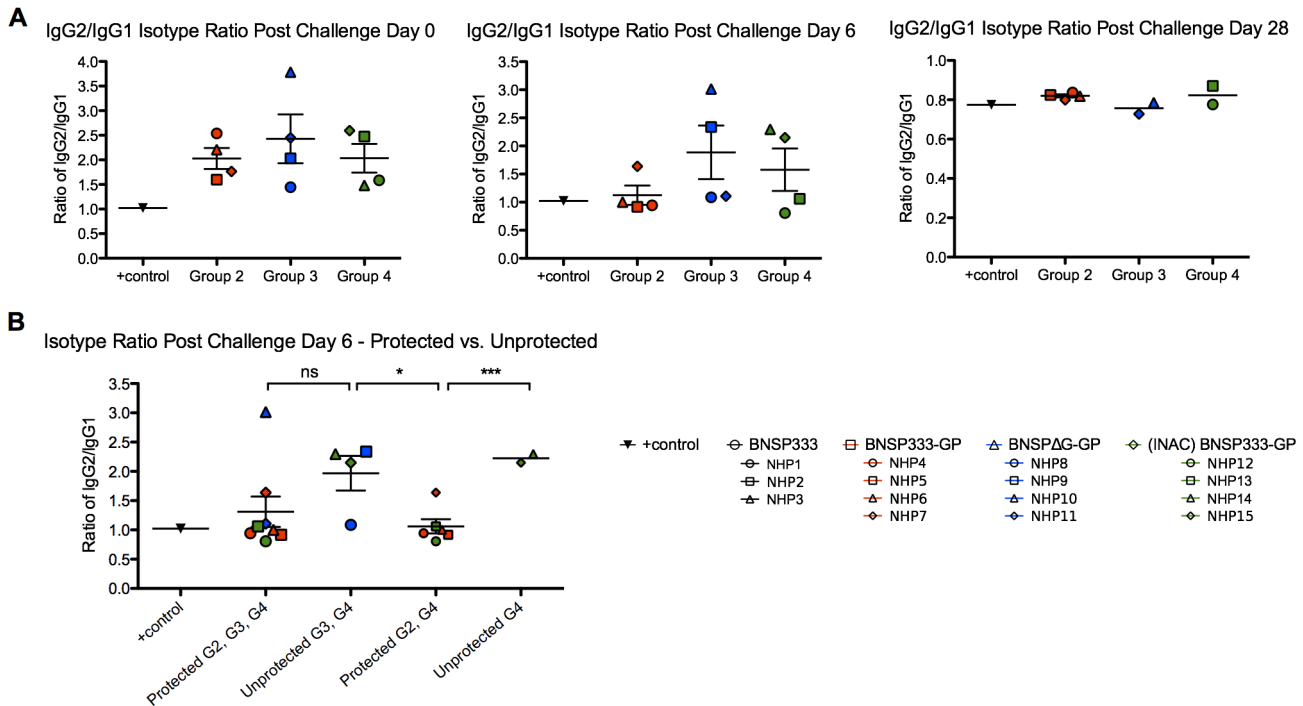 A
IgG2/IgG1 Isotype Ratio Post Challenge Day 0
Ratio of IgG2/IgG1
4.0
3.5
3.0
2.5
2.0
1.5
1.0
0.5
0.0
+control Group 2 Group 3 Group 4
IgG2/IgG1 Isotype Ratio Post Challenge Day 6
Ratio of IgG2/IgG1
3.5
3.0
2.5
2.0
1.5
1.0
0.5
0.0
+control Group 2 Group 3 Group 4
IgG2/IgG1 Isotype Ratio Post Challenge Day 28
Ratio of IgG2/IgG1
1.0
0.8
0.6
0.4
0.2
0.0
+control Group 2 Group 3 Group 4
B
Isotype Ratio Post Challenge Day 6 - Protected vs. Unprotected
Ratio of IgG2/IgG1
ns * ***
3.5
3.0
2.5
2.0
1.5
1.0
0.5
0.0
+control
Protected G2, G3, G4
Unprotected G3, G4
Protected G2, G4
Unprotected G4
+control
BNSP333
NHP1
NHP2
NHP3
BNSP333-GP
NHP4
NHP5
NHP6
NHP7
BNSPΔG-GP
NHP8
NHP9
NHP10
NHP11
(INAC) BNSP333-GP
NHP12
NHP13
NHP14
NHP15